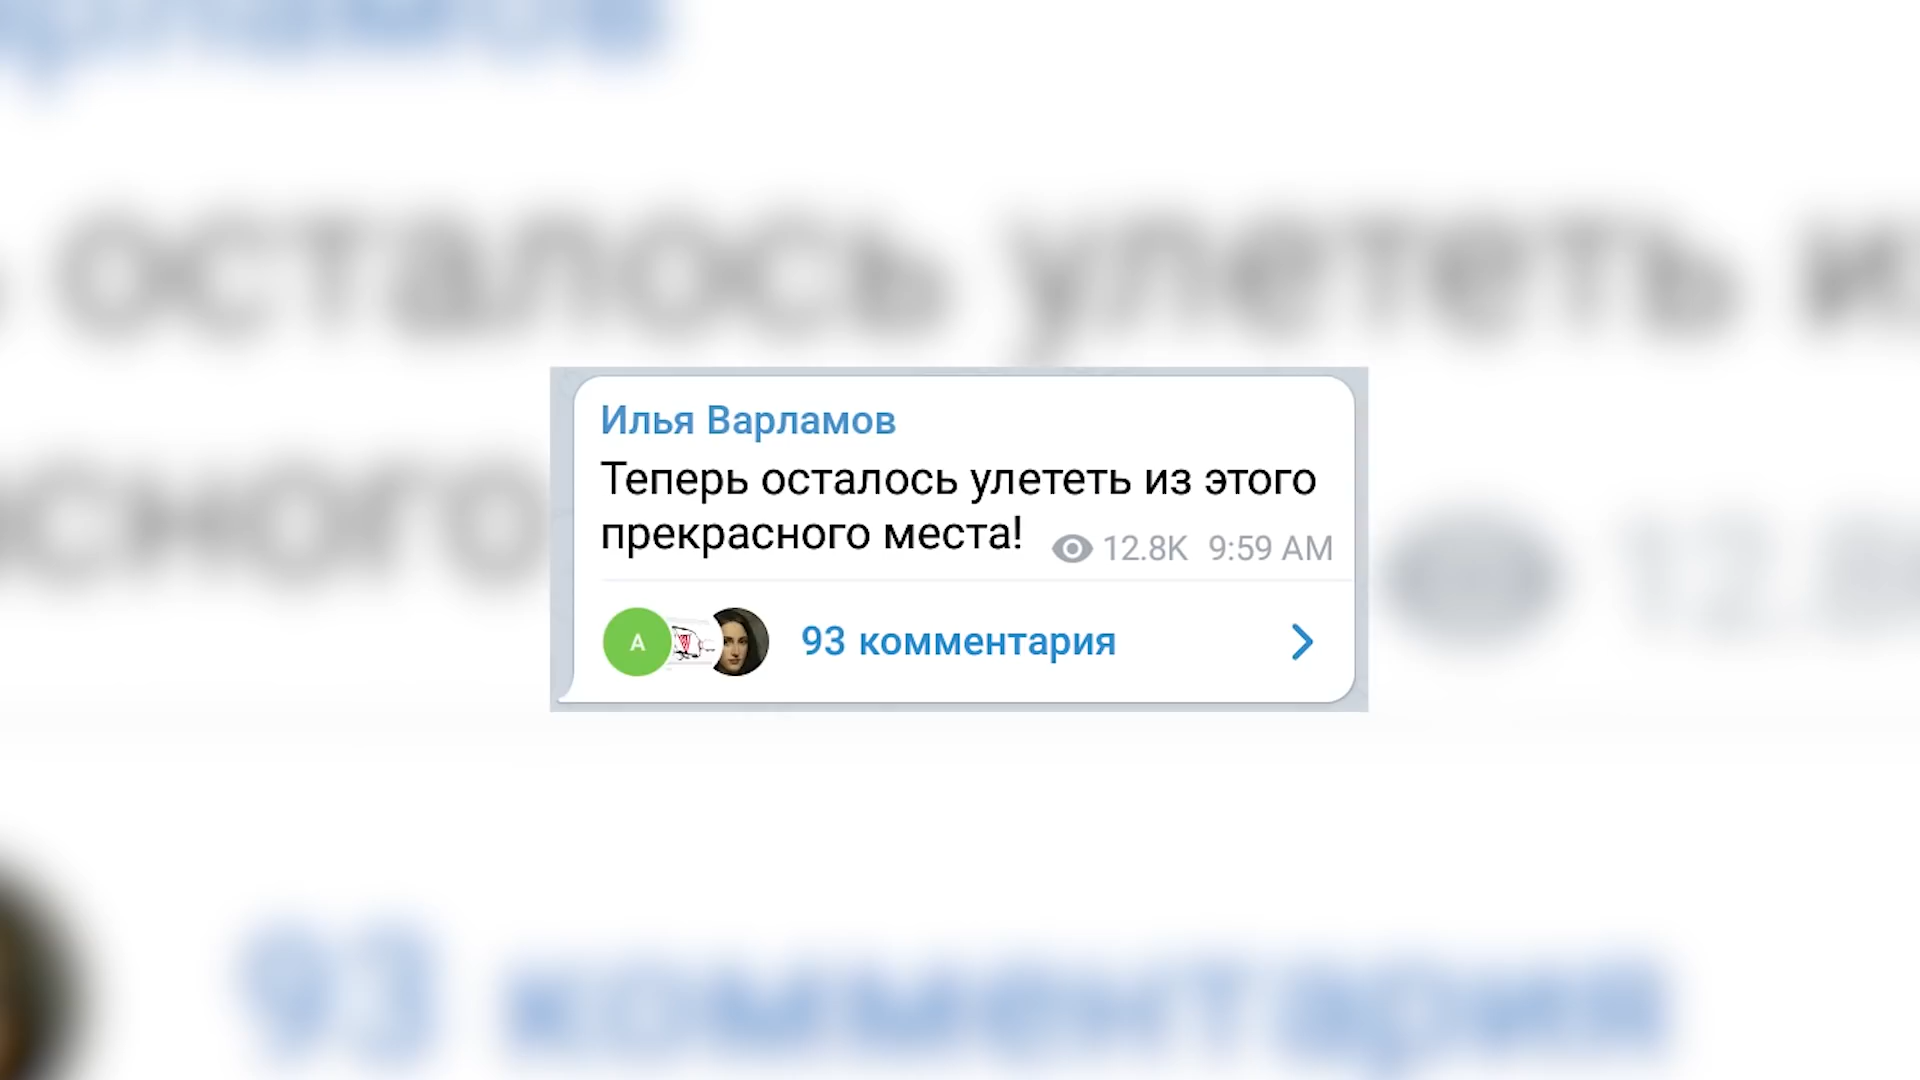 Илья Варламов
Теперь осталось улететь из этого
прекрасного места!
12.8K 9:59 AM
A
93 комментария